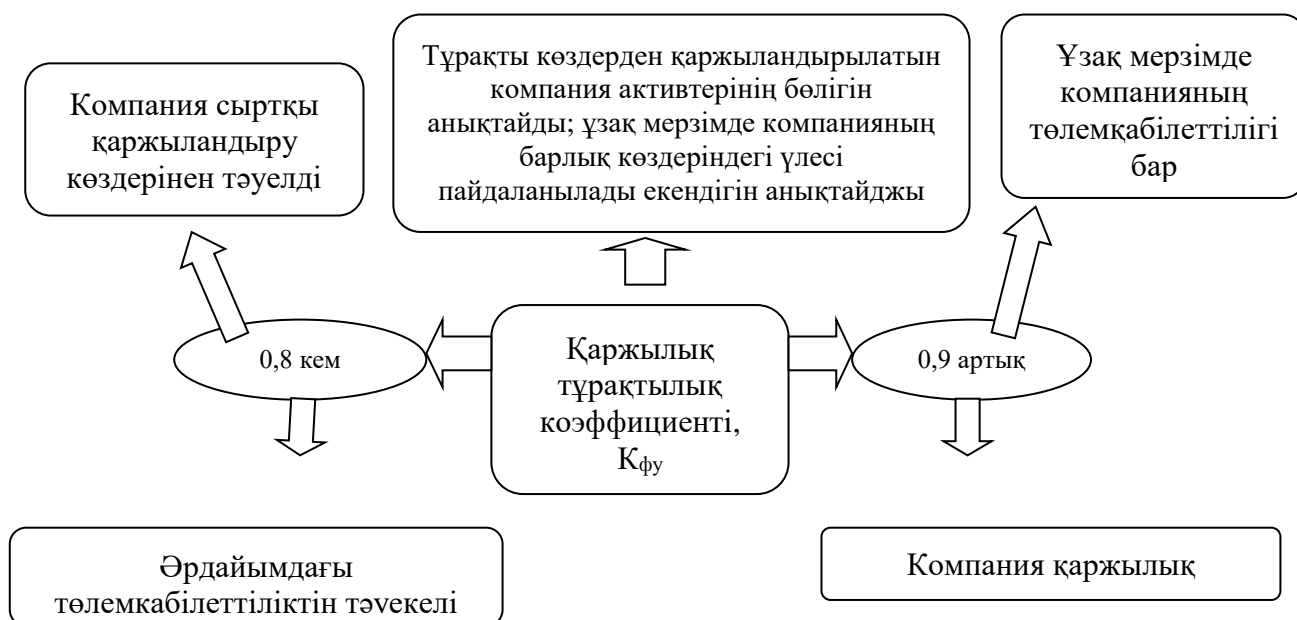 Компания сыртқы
қаржыландыру
көздерінен тәуелді
Тұрақты көздерден қаржыландырылатын
компания активтерінің бөлігін
анықтайды; ұзақ мерзімде компанияның
барлық көздеріндегі үлесі
пайдаланылады екендігін анықтайджы
Ұзақ мерзімде
компанияның
төлемқабілеттілігі
бар
0,8 кем
Қаржылық
тұрақтылық
коэффициенті,
Кфу
0,9 артық
Әрдайымдағы
төлемқабілеттіліктін тәуекелі
Компания қаржылық